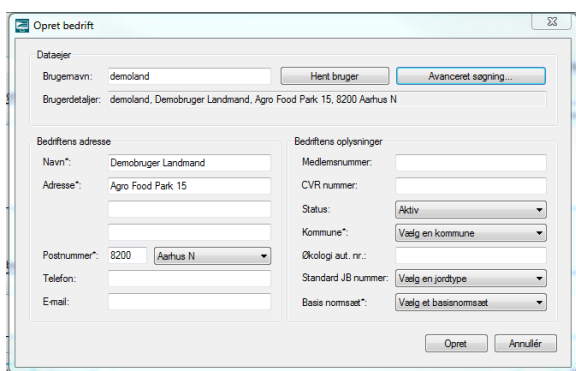 Opret bedrift
Dataejer
Brugernavn: demoland Hent bruger Avanceret søgning...
Brugerdetaljer: demoland, Demobruger Landmand, Agro Food Park 15, 8200 Aarhus N
Bedriftens adresse
Navn*: Demobruger Landmand
Adresse*: Agro Food Park 15
Postnummer*: 8200 Aarhus N
Telefon:
E-mail:
Bedriftens oplysninger
Medlemsnummer:
CVR nummer:
Status: Aktiv
Kommune*: Vælg en kommune
Økologi aut. nr.:
Standard JB nummer: Vælg en jordtype
Basis normsæt*: Vælg et basisnormsæt
Opret Annullér